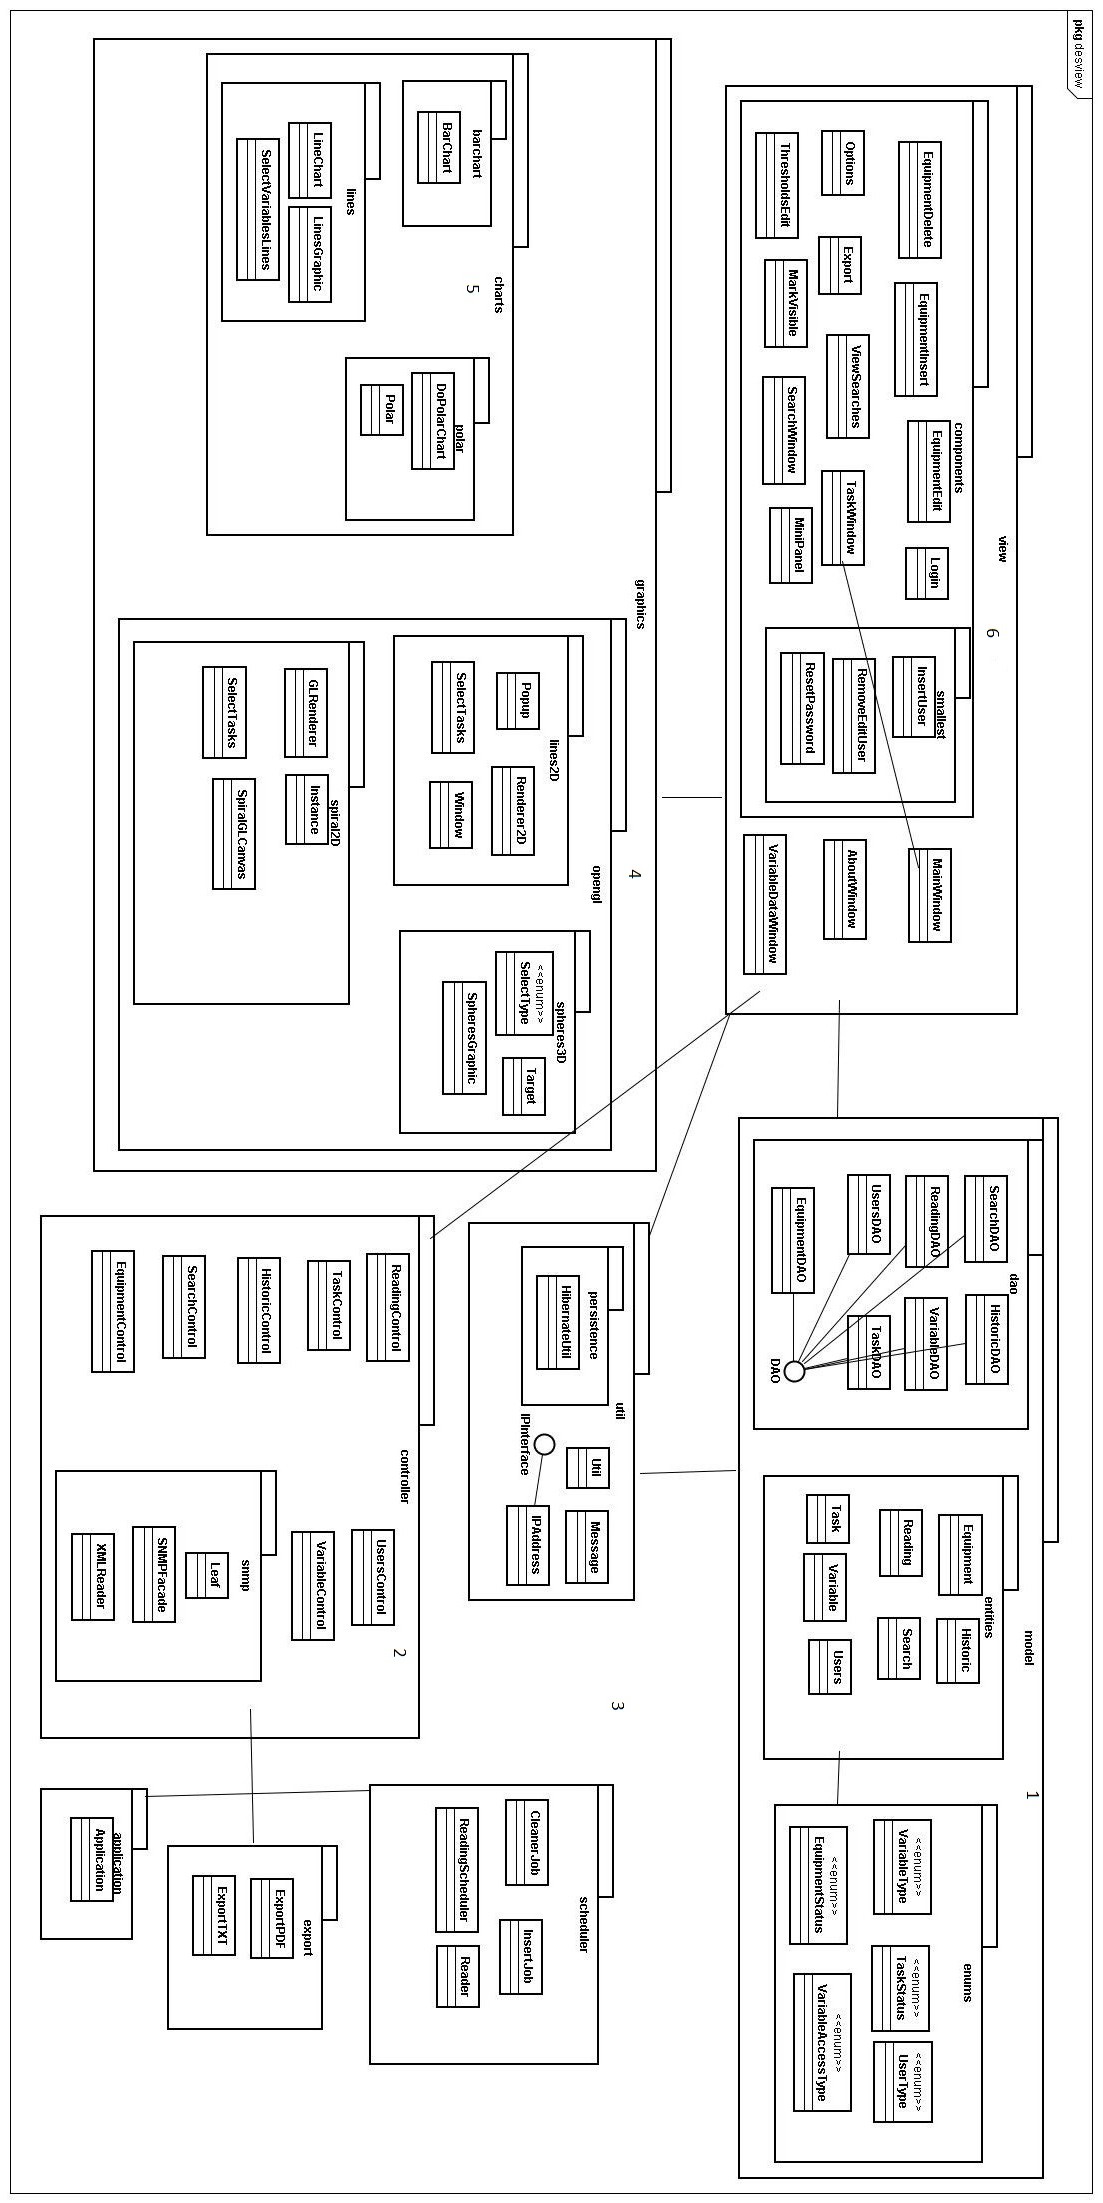 pkg desview
view
components
EquipmentDelete
EquipmentInsert
EquipmentEdit
Login
Options
Export
ViewSearches
TaskWindow
ThresholdsEdit
MarkVisible
SearchWindow
MiniPanel
6
smallest
InsertUser
RemoveEditUser
ResetPassword
MainWindow
AboutWindow
VariableDataWindow
model
1
dao
SearchDAO
HistoricDAO
ReadingDAO
VariableDAO
UsersDAO
TaskDAO
EquipmentDAO
DAO
entities
Equipment
Historic
Reading
Search
Task
Variable
Users
enums
<<enum>>
VariableType
<<enum>>
TaskStatus
<<enum>>
UserType
<<enum>>
EquipmentStatus
<<enum>>
VariableAccessType
graphics
charts
5
barchart
BarChart
lines
LineChart
LinesGraphic
SelectVariablesLines
polar
DoPolarChart
Polar
opengl
4
lines2D
Popup
Renderer2D
SelectTasks
Window
spiral2D
GLRenderer
Instance
SelectTasks
SpiralGLCanvas
spheres3D
<<enum>>
SelectType
Target
SpheresGraphic
util
3
persistence
HibernateUtil
Util
Message
IPInterface
IPAddress
scheduler
CleanerJob
InsertJob
ReadingScheduler
Reader
controller
2
ReadingControl
UsersControl
TaskControl
VariableControl
HistoricControl
SearchControl
EquipmentControl
snmp
Leaf
SNMPFacade
XMLReader
export
ExportPDF
ExportTXT
application
Application